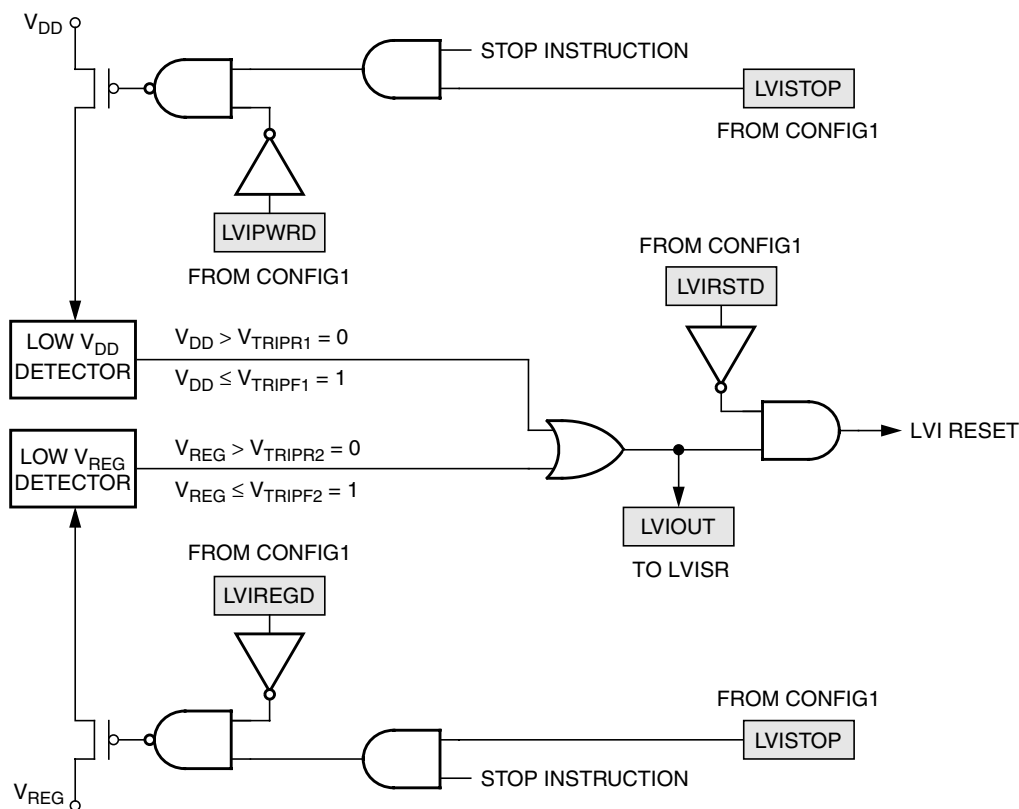 VDD
STOP INSTRUCTION
LVISTOP
FROM CONFIG1
LVIPWRD
FROM CONFIG1
FROM CONFIG1
LVIRSTD
LOW VDD
DETECTOR
VDD > VTRIPR1 = 0
VDD ≤ VTRIPF1 = 1
LVI RESET
LOW VREG
DETECTOR
VREG > VTRIPR2 = 0
VREG ≤ VTRIPF2 = 1
LVIOUT
TO LVISR
FROM CONFIG1
LVIREGD
FROM CONFIG1
LVISTOP
STOP INSTRUCTION
VREG